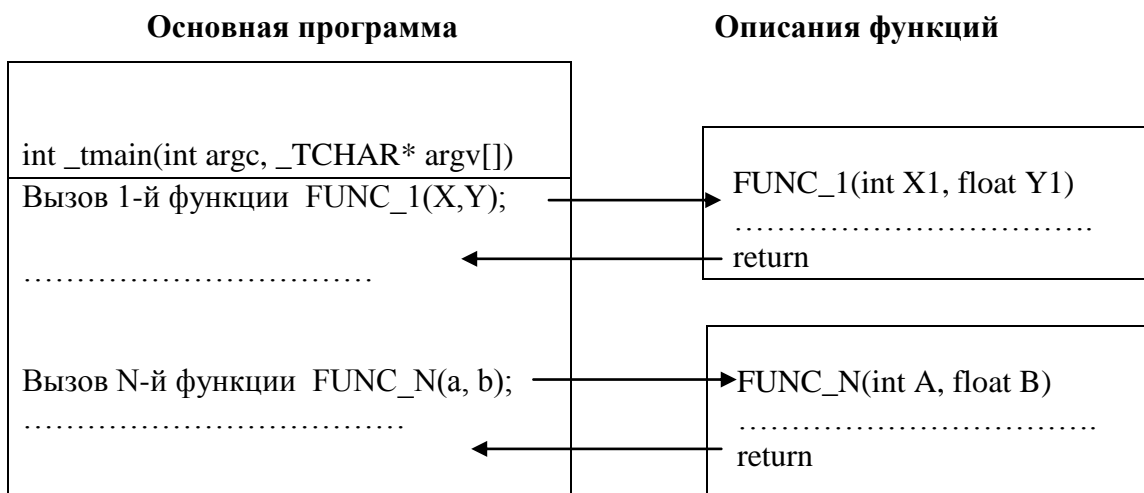 Основная программа
Описания функций
int _tmain(int argc, _TCHAR* argv[])
Вызов 1-й функции FUNC_1(X,Y);
……………………………
Вызов N-й функции FUNC_N(a, b);
………………………………
FUNC_1(int X1, float Y1)
…………………………….
return
FUNC_N(int A, float B)
…………………………….
return